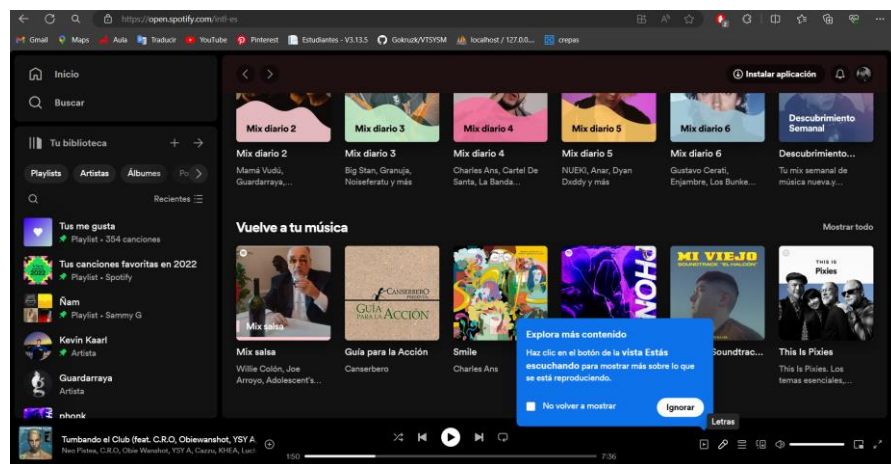 https://open.spotify.com/intl-es
Gmail Maps Aula Traducir YouTube Pinterest Estudiantes - V3.13.5 Gokruzk/VTSYSM localhost / 127.0.0... crepas
Inicio
Buscar
Instalar aplicación
Tu biblioteca
Playlists Artistas Álbumes
Recientes
Tus me gusta
Playlist • 354 canciones
Tus canciones favoritas en 2022
Playlist • Spotify
Ñam
Playlist • Sammy G
Kevin Kaarl
Artista
Guardarraya
Artista
phonk
Mix diario 2 Mix diario 3 Mix diario 4 Mix diario 5 Mix diario 6 Descubrimiento
Semanal
Mix diario 2 Mix diario 3 Mix diario 4 Mix diario 5 Mix diario 6 Descubrimiento...
Mamá Vudú, Big Stan, Granuja, Charles Ans, Cartel De NUEKI, Anar, Dyan Gustavo Cerati, Tu mix semanal de
Guardarraya,... Noiseferatu y más Santa, La Banda... Dxddy y más Enjambre, Los Bunke... música nueva.y...
Vuelve a tu música
Mostrar todo
Mix salsa
CANSERBERO
GUÍA
PARA LA ACCIÓN
PHON
MI VIEJO
SOUNDTRACK "EL HALCÓN"
THIS IS
Pixies
Mix salsa Guía para la Acción Smile Soundtrac... This Is Pixies
Willie Colón, Joe Canserbero Charles Ans This Is Pixies. Los
Arroyo, Adolescent's... temas esenciales,...
Explora más contenido
Haz clic en el botón de la vista Estás
escuchando para mostrar más sobre lo que
se está reproduciendo.
No volver a mostrar
Ignorar
Letras
Tumbando el Club (feat. C.R.O, Obiewanshot, YSY A
Neo Pistea, C.R.O, Obie Wanshot, YSY A, Cazzu, KHEA, Luc
1:50
7:36